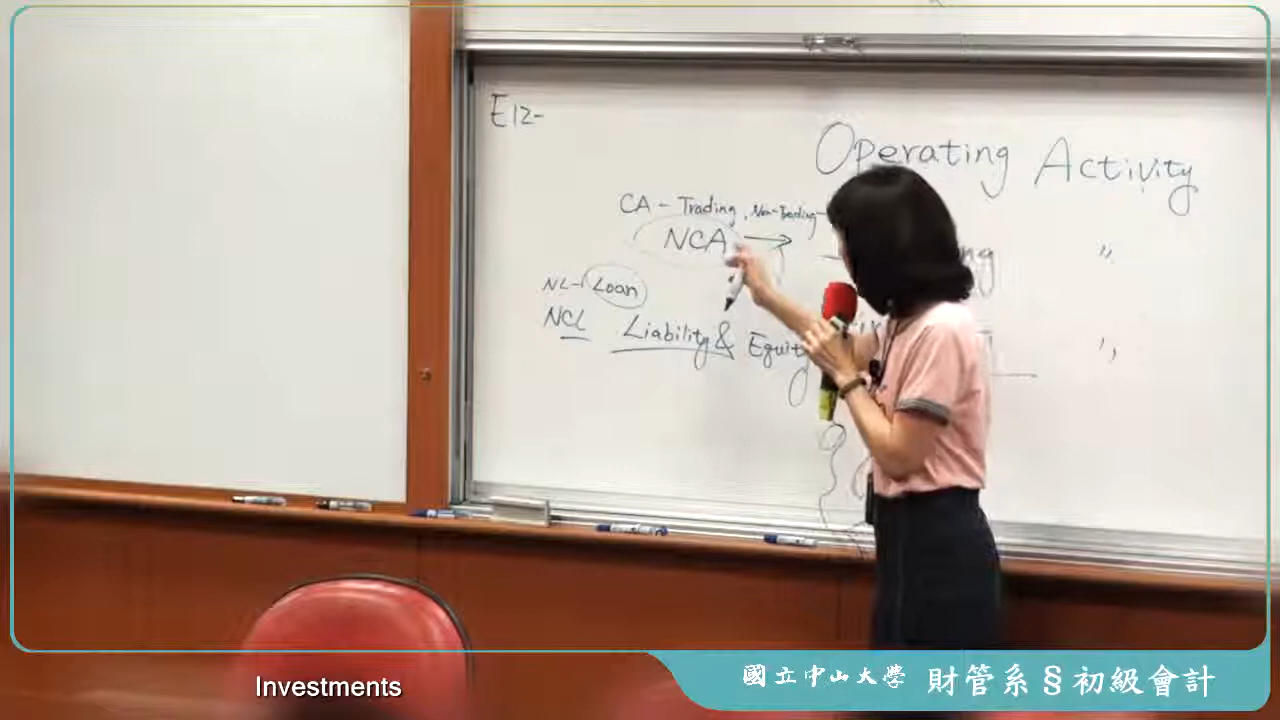 E12-
Operating Activity
CA - Trading, Non-Trading
NCA → ng "
NL - Loan
NCL Liability & Equity "
Investments
國立中山大學 財管系§初級會計